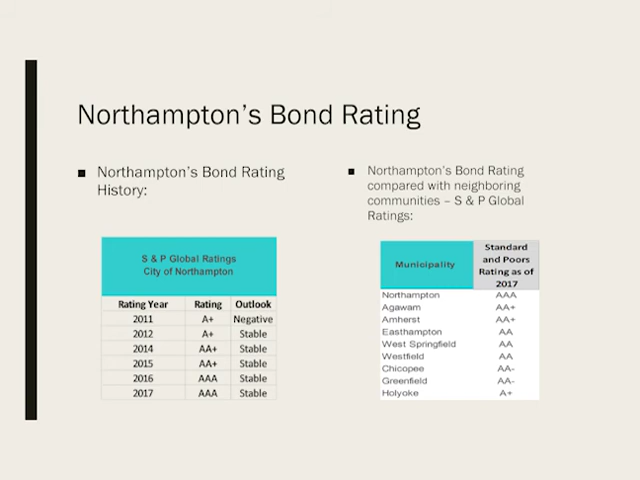 Northampton's Bond Rating
■ Northampton's Bond Rating
History:
S & P Global Ratings
City of Northampton
Rating Year Rating Outlook
2011 A+ Negative
2012 A+ Stable
2014 AA+ Stable
2015 AA+ Stable
2016 AAA Stable
2017 AAA Stable
■ Northampton's Bond Rating
compared with neighboring
communities – S & P Global
Ratings:
Municipality
Standard
and Poors
Rating as of
2017
Northampton AAA
Agawam AA+
Amherst AA+
Easthampton AA
West Springfield AA
Westfield AA
Chicopee AA-
Greenfield AA-
Holyoke A+